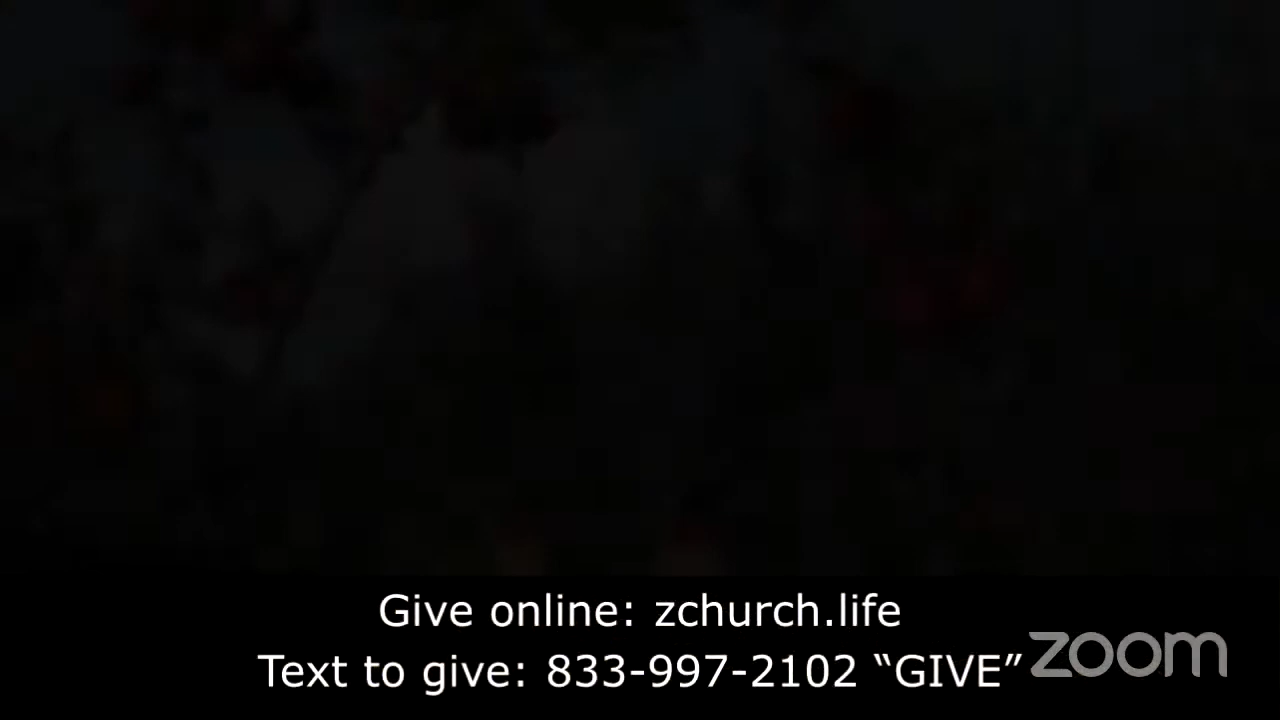 Give online: zchurch.life
Text to give: 833-997-2102 “GIVE”
zoom